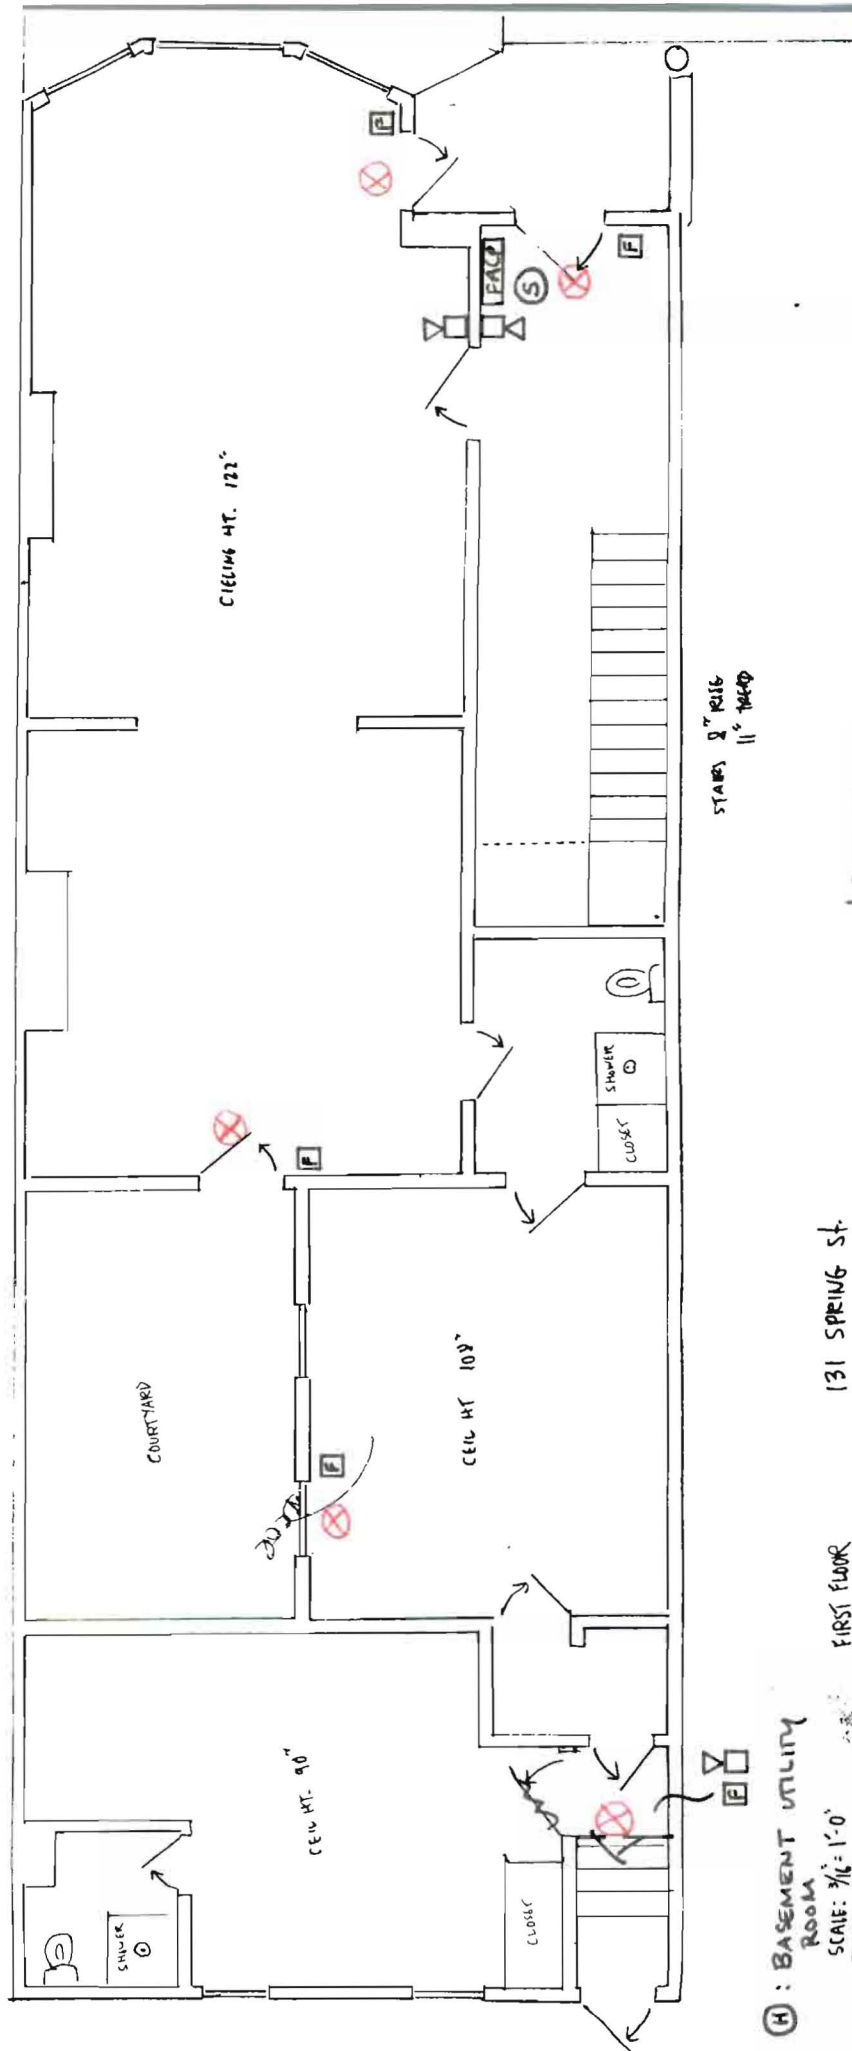 F
FACP
S
F
CIELING HT. 122"
STAIRS 8" RISE
11" TREAD
SHOWER
CLOSET
F
COURTYARD
CEIL HT 108"
F
CEIL HT. 90"
SHOWER
CLOSET
F
H : BASEMENT UTILITY
ROOM
SCALE: 3/16"=1'-0"
FIRST FLOOR
131 SPRING St.